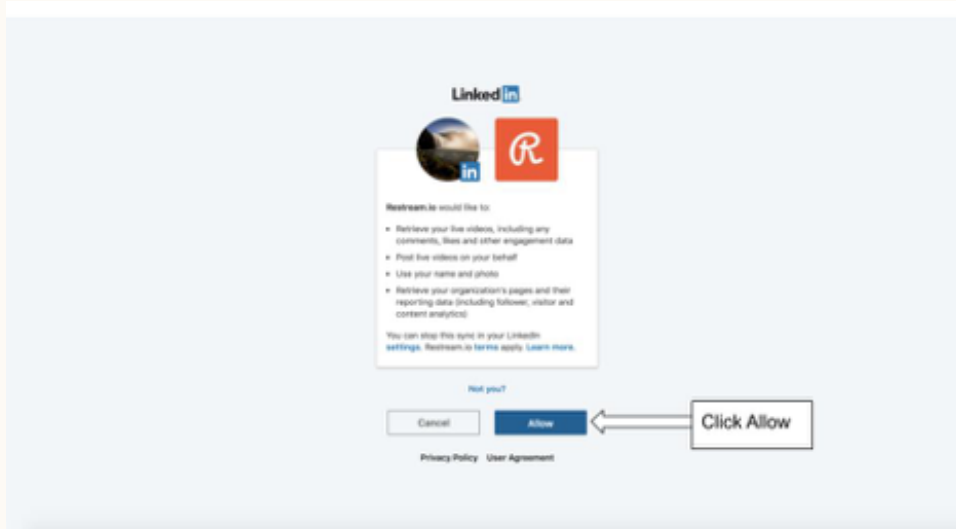 Linked in
in
R
Restream.io would like to:
• Retrieve your live videos, including any
comments, likes and other engagement data
• Post live videos on your behalf
• Use your name and photo
• Retrieve your organization's pages and their
reporting data (including follower, visitor and
content analytics)
You can stop this sync in your LinkedIn
settings. Restream.io terms apply. Learn more.
Not you?
Cancel
Allow
Click Allow
Privacy Policy User Agreement